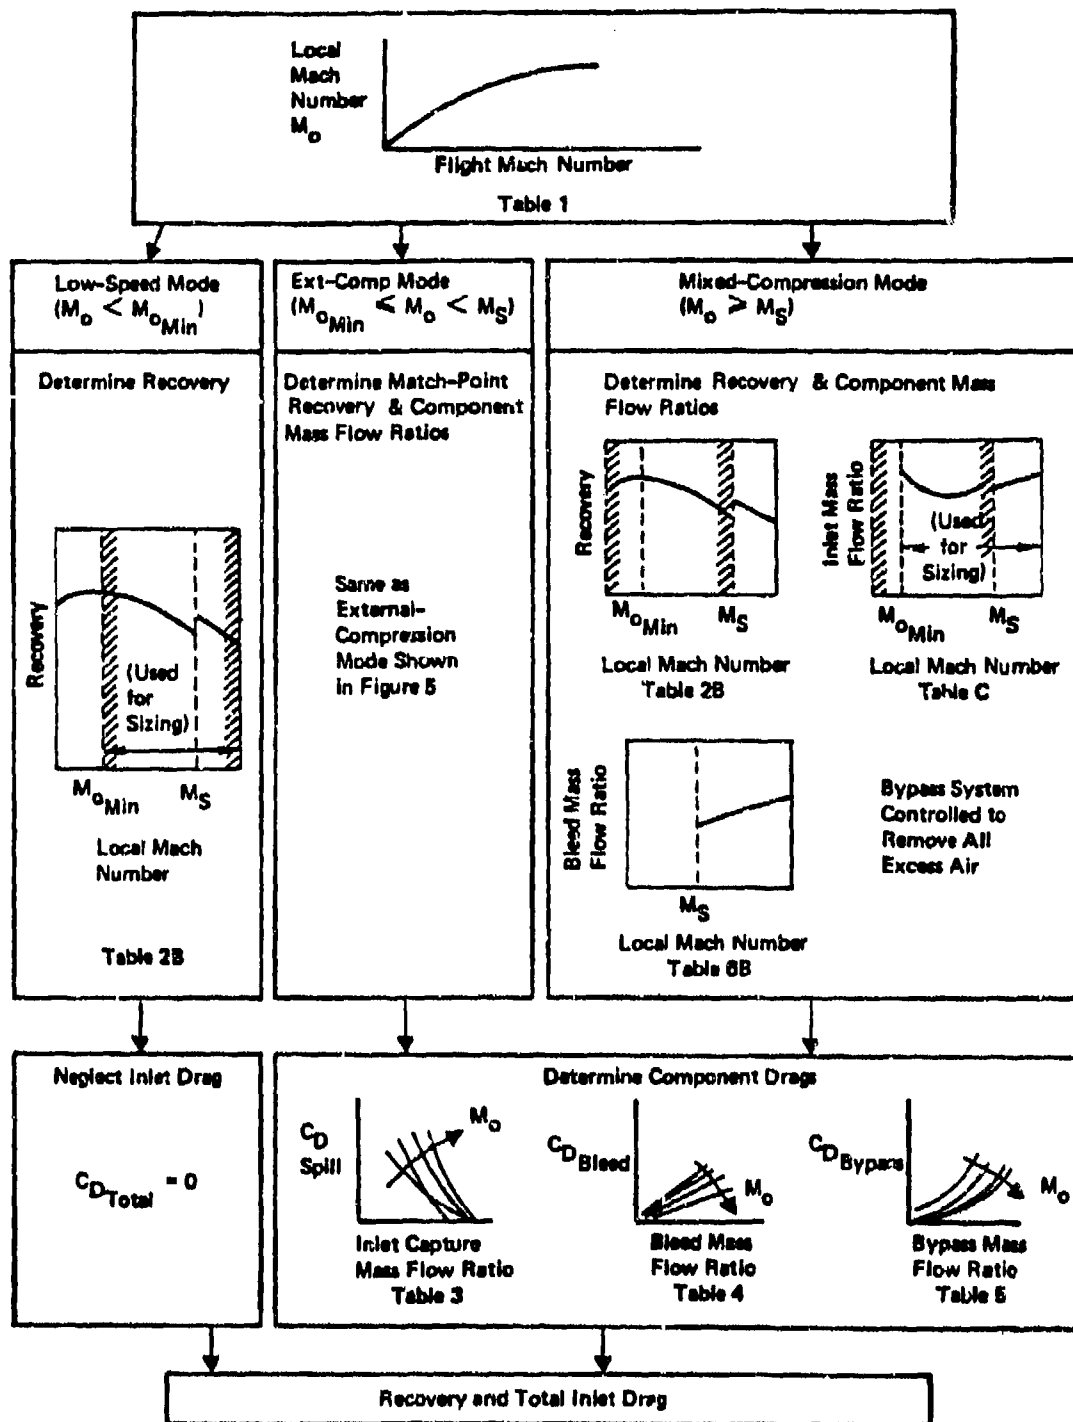 Local
Mach
Number
Mo
Flight Mach Number
Table 1
Low-Speed Mode
(Mo < MoMin)
Ext-Comp Mode
(MoMin ≤ Mo < MS)
Mixed-Compression Mode
(Mo ≥ MS)
Determine Recovery
Recovery
(Used
for
Sizing)
MoMin MS
Local Mach
Number
Table 2B
Determine Match-Point
Recovery & Component
Mass Flow Ratios
Same as
External-
Compression
Mode Shown
in Figure 5
Determine Recovery & Component Mass
Flow Ratios
Recovery
MoMin MS
Local Mach Number
Table 2B
Inlet Mass
Flow Ratio
(Used
for
Sizing)
MoMin MS
Local Mach Number
Table C
Bleed Mass
Flow Ratio
MS
Local Mach Number
Table 6B
Bypass System
Controlled to
Remove All
Excess Air
Neglect Inlet Drag
CDTotal = 0
Determine Component Drags
CD
Spill
Mo
Inlet Capture
Mass Flow Ratio
Table 3
CDBleed
Mo
Bleed Mass
Flow Ratio
Table 4
CDBypass
Mo
Bypass Mass
Flow Ratio
Table 5
Recovery and Total Inlet Drag